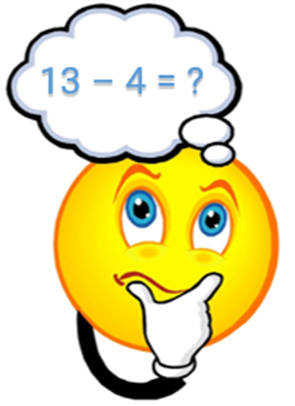 13 – 4 = ?